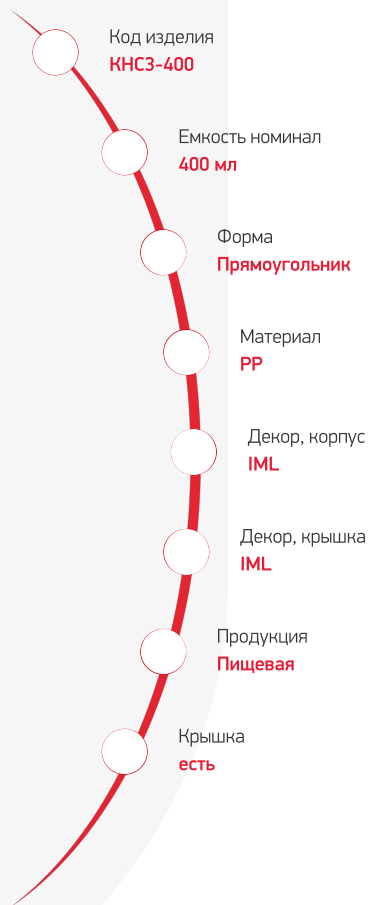 Код изделия
КНС3-400
Емкость номинал
400 мл
Форма
Прямоугольник
Материал
PP
Декор, корпус
IML
Декор, крышка
IML
Продукция
Пищевая
Крышка
есть